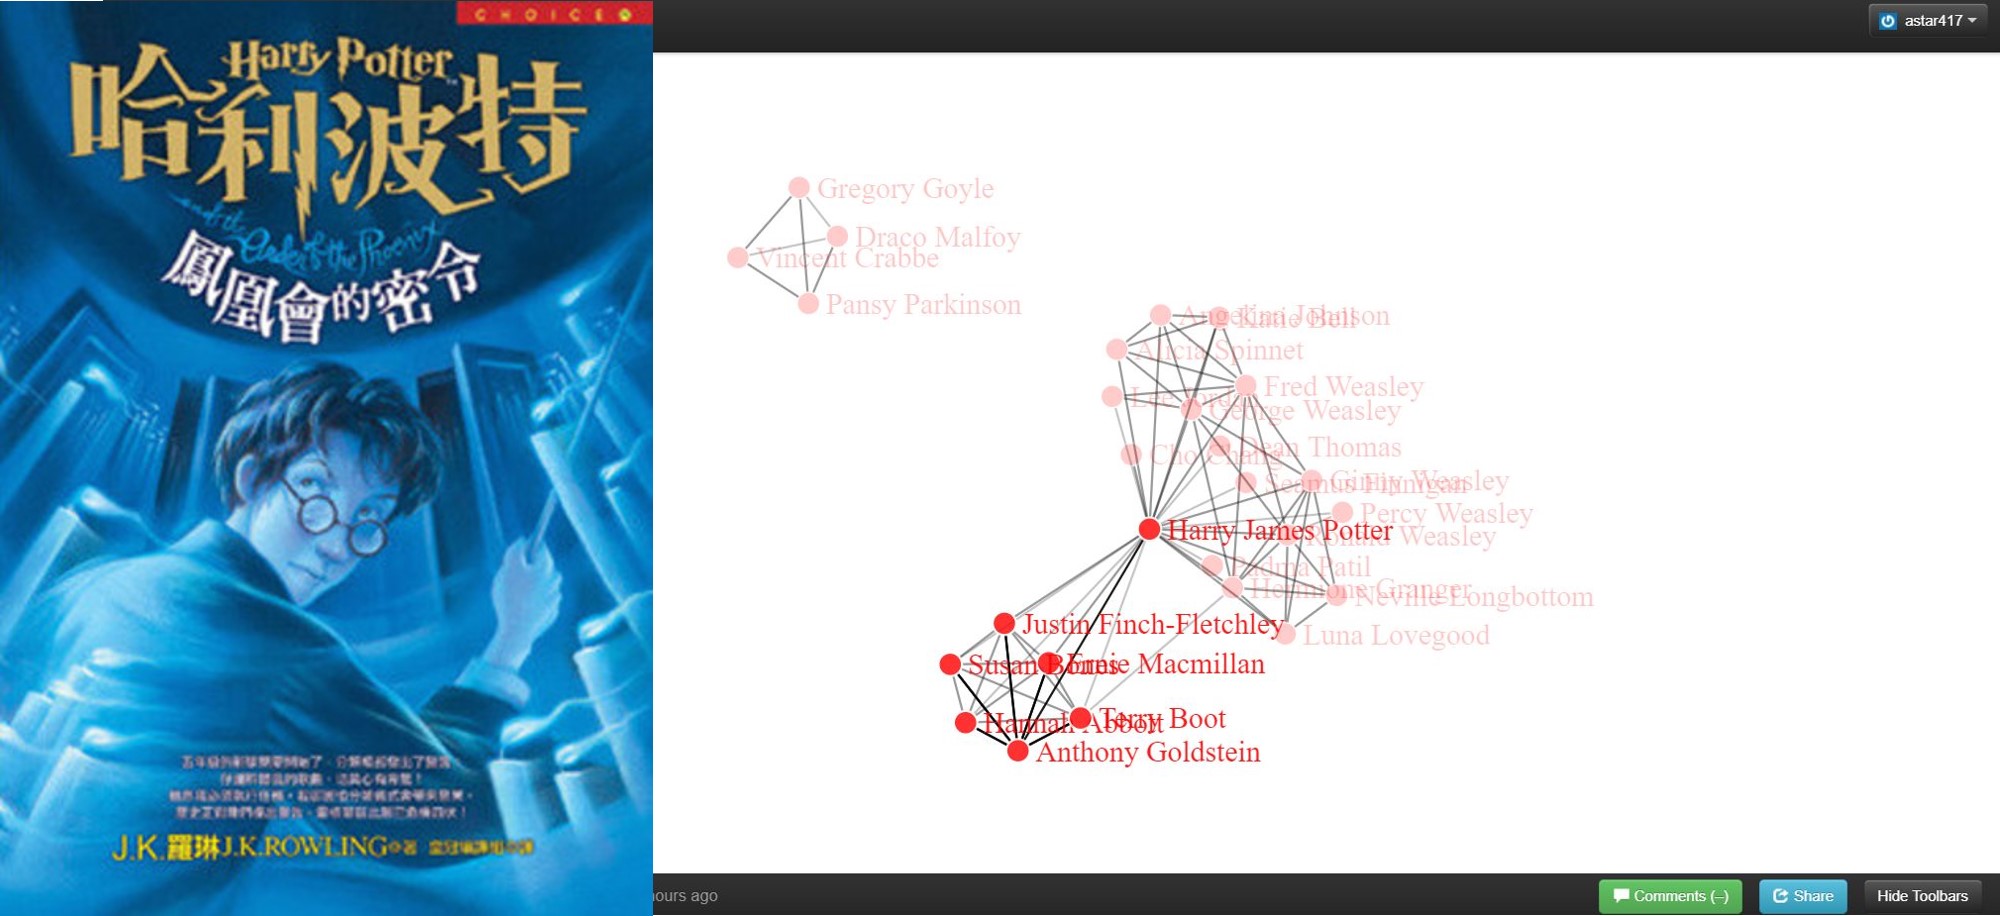 CHOICE
Harry Potter
哈利波特
and the
Order of the Phoenix
鳳凰會的密令
J.K.羅琳J.K.ROWLING◎著
astar417
Gregory Goyle
Draco Malfoy
Vincent Crabbe
Pansy Parkinson
Angelina Johnson
Katie Bell
Alicia Spinnet
Fred Weasley
Lee Jordan
George Weasley
Dean Thomas
Cho Chang
Ginny Weasley
Seamus Finnigan
Percy Weasley
Harry James Potter
Ronald Weasley
Padma Patil
Hermione Granger
Neville Longbottom
Justin Finch-Fletchley
Luna Lovegood
Susan Bones
Ernie Macmillan
Terry Boot
Hannah Abbott
Anthony Goldstein
hours ago
Comments (–)
Share
Hide Toolbars